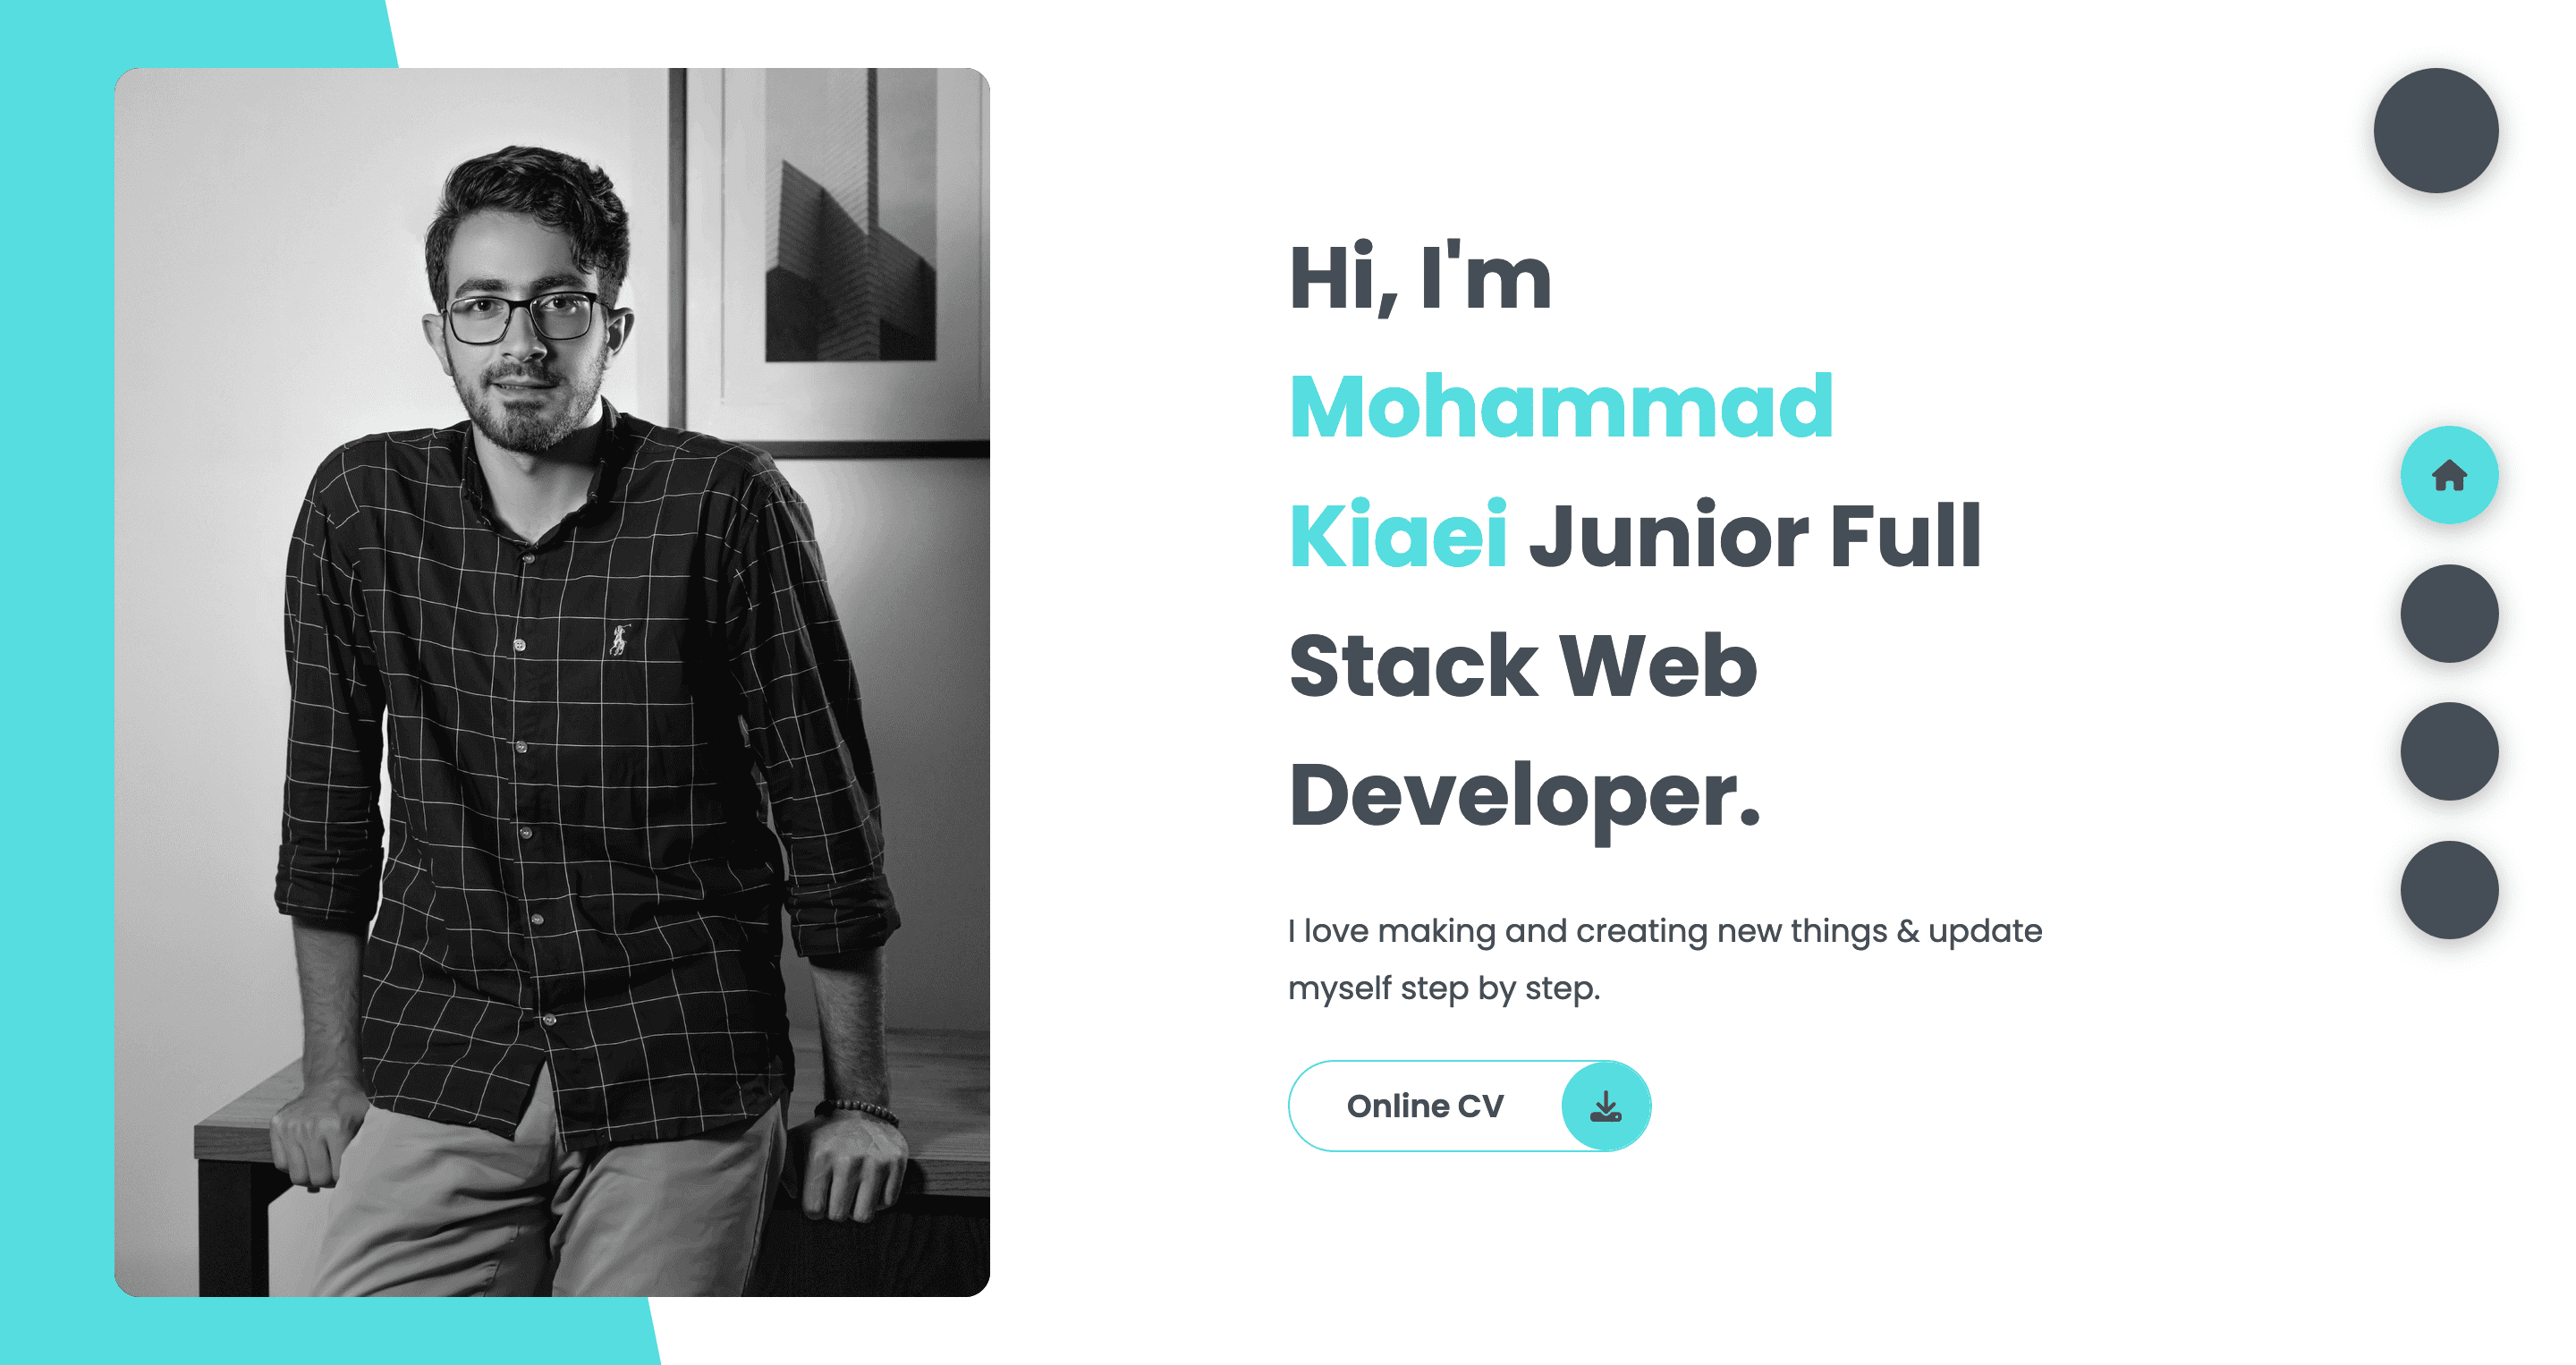 Hi, I'm
Mohammad
Kiaei Junior Full
Stack Web
Developer.
I love making and creating new things & update
myself step by step.
Online CV